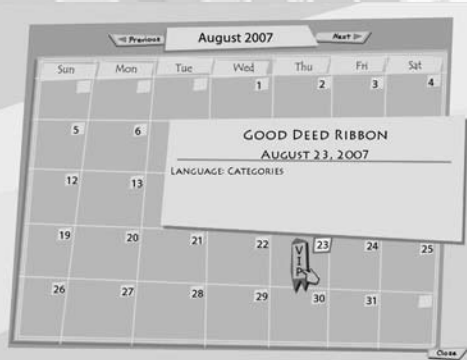 Previous August 2007 Next
Sun Mon Tue Wed Thu Fri Sat
1 2 3 4
5 6
GOOD DEED RIBBON
AUGUST 23, 2007
LANGUAGE: CATEGORIES
12 13
19 20 21 22 23 24 25
VIP
26 27 28 29 30 31
Close